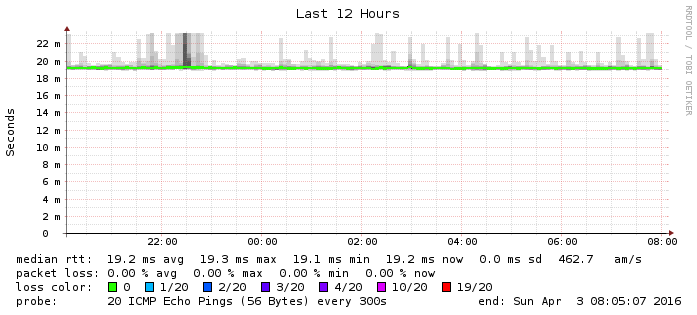 Last 12 Hours
RRDTOOL / TOBI OETIKER
Seconds
22 m
20 m
18 m
16 m
14 m
12 m
10 m
8 m
6 m
4 m
2 m
0
22:00 00:00 02:00 04:00 06:00 08:00
median rtt: 19.2 ms avg 19.3 ms max 19.1 ms min 19.2 ms now 0.0 ms sd 462.7 am/s
packet loss: 0.00 % avg 0.00 % max 0.00 % min 0.00 % now
loss color: 0 1/20 2/20 3/20 4/20 10/20 19/20
probe: 20 ICMP Echo Pings (56 Bytes) every 300s end: Sun Apr 3 08:05:07 2016